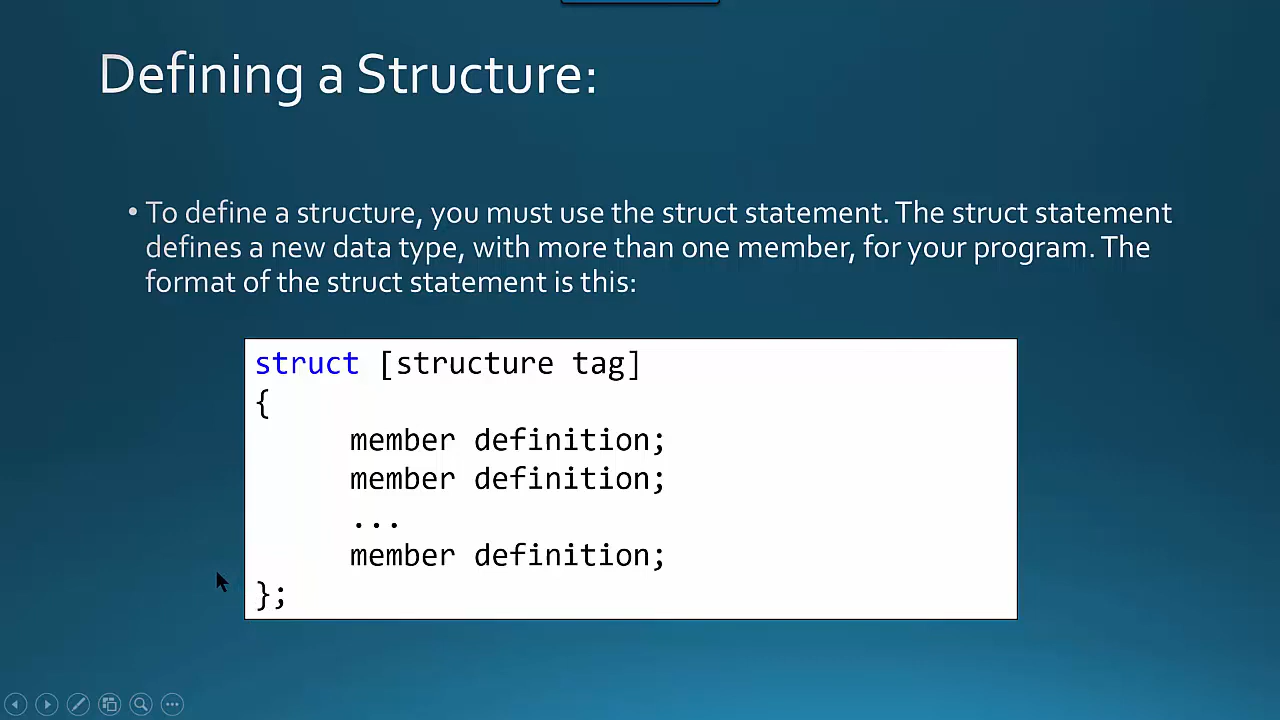 Defining a Structure:
• To define a structure, you must use the struct statement. The struct statement
defines a new data type, with more than one member, for your program. The
format of the struct statement is this:
struct [structure tag]
{
member definition;
member definition;
...
member definition;
};